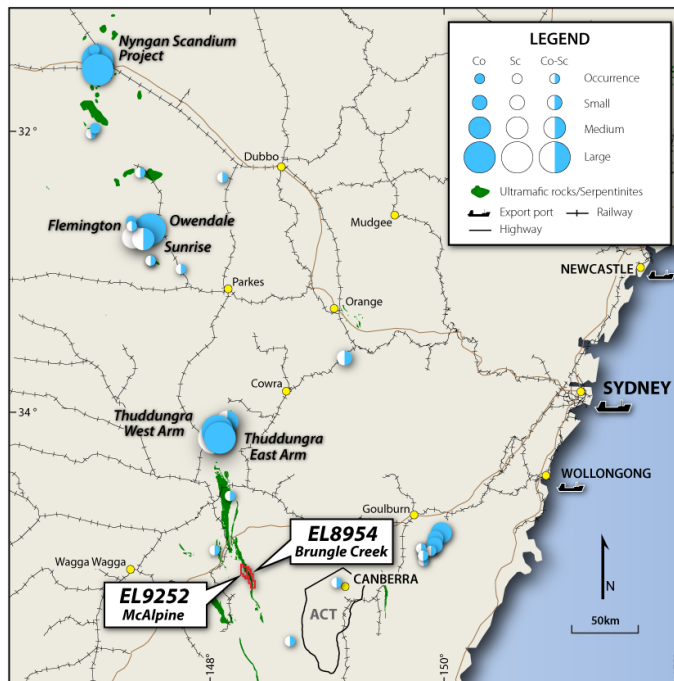 Nyngan Scandium
Project
LEGEND
Co
Sc
Co-Sc
Occurrence
Small
Medium
Large
Ultramafic rocks/Serpentinites
Export port
Railway
Highway
32°
Dubbo
Mudgee
Flemington
Owendale
Sunrise
NEWCASTLE
Parkes
Orange
SYDNEY
Cowra
34°
Thuddungra
West Arm
Thuddungra
East Arm
WOLLONGONG
Goulburn
EL8954
Brungle Creek
Wagga Wagga
EL9252
McAlpine
CANBERRA
ACT
N
50km
148°
150°